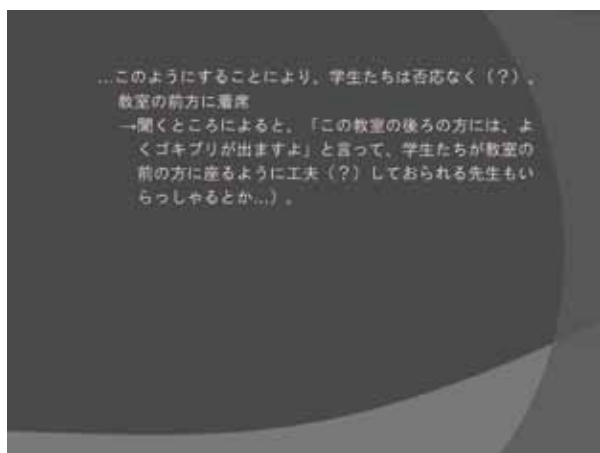 …このようにすることにより、学生たちは否応なく（？）、
教室の前方に着席
→聞くところによると、「この教室の後ろの方には、よ
くゴキブリが出ますよ」と言って、学生たちが教室の
前の方に座るように工夫（？）しておられる先生もい
らっしゃるとか…）。